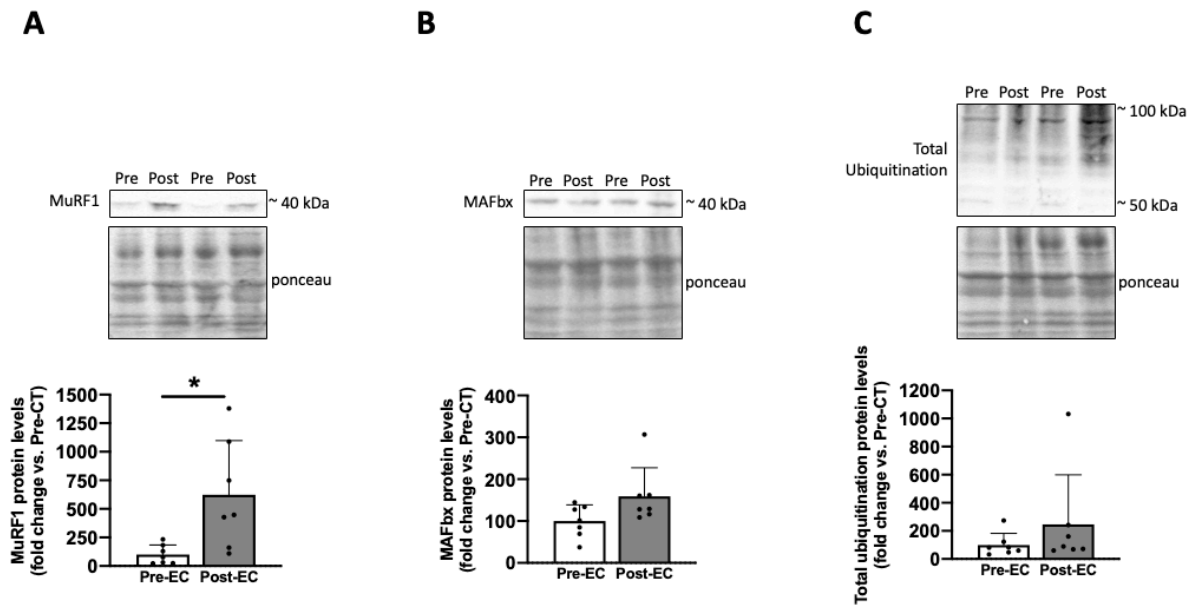 A
Pre Post Pre Post
MuRF1
~ 40 kDa
ponceau
MuRF1 protein levels
(fold change vs. Pre-CT)
1500
1250
1000
750
500
250
0
*
Pre-EC Post-EC
B
Pre Post Pre Post
MAFbx
~ 40 kDa
ponceau
MAFbx protein levels
(fold change vs. Pre-CT)
400
300
200
100
0
Pre-EC Post-EC
C
Pre Post Pre Post
~ 100 kDa
Total
Ubiquitination
~ 50 kDa
ponceau
Total ubiquitination protein levels
(fold change vs. Pre-CT)
1200
1000
800
600
400
200
0
Pre-EC Post-EC